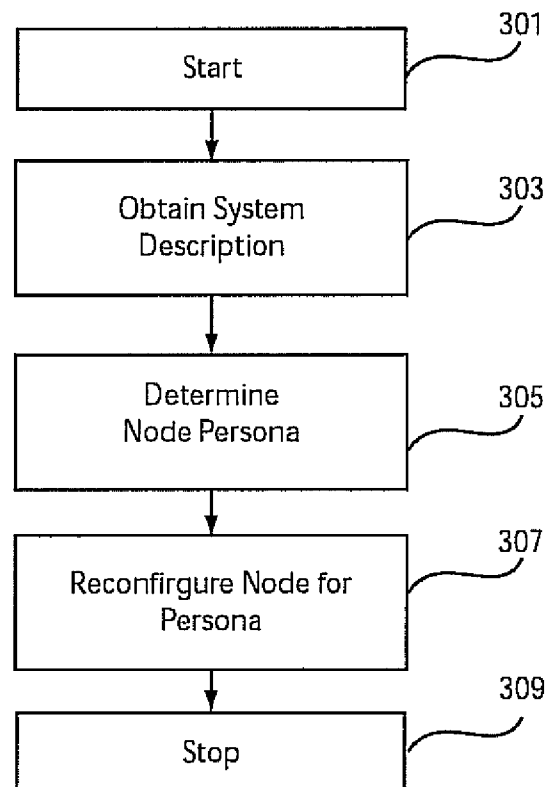 301
Start
303
Obtain System
Description
305
Determine
Node Persona
307
Reconfirgure Node for
Persona
309
Stop